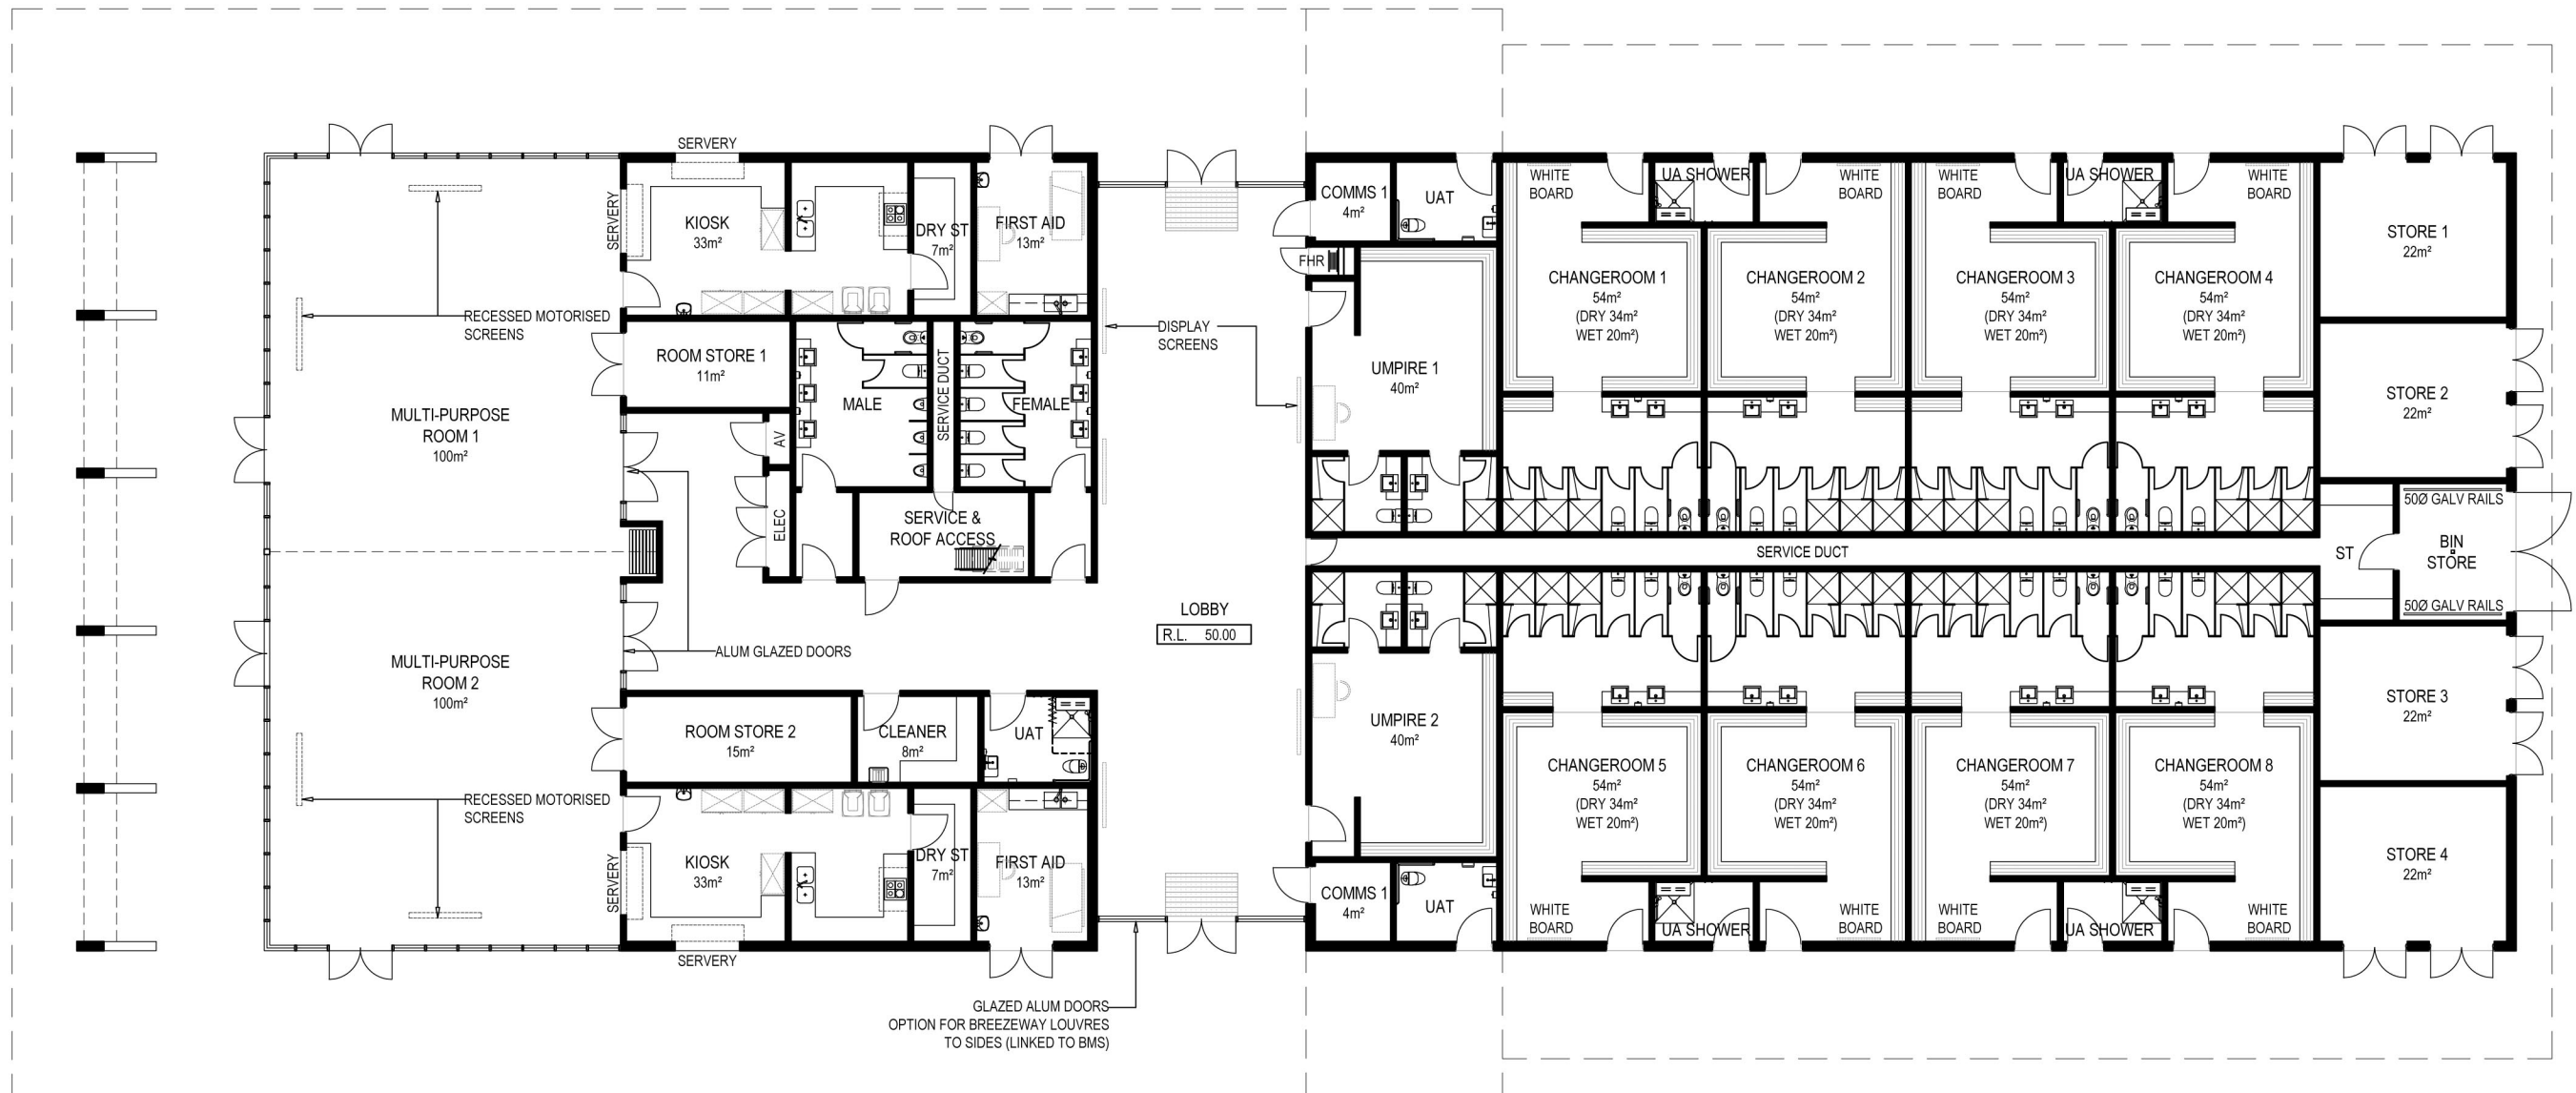 SERVERY
SERVERY
KIOSK
33m²
DRY ST
7m²
FIRST AID
13m²
COMMS 1
4m²
UAT
FHR
WHITE
BOARD
UA SHOWER
WHITE
BOARD
WHITE
BOARD
UA SHOWER
WHITE
BOARD
STORE 1
22m²
CHANGEROOM 1
54m²
(DRY 34m²
WET 20m²)
CHANGEROOM 2
54m²
(DRY 34m²
WET 20m²)
CHANGEROOM 3
54m²
(DRY 34m²
WET 20m²)
CHANGEROOM 4
54m²
(DRY 34m²
WET 20m²)
RECESSED MOTORISED
SCREENS
ROOM STORE 1
11m²
DISPLAY
SCREENS
UMPIRE 1
40m²
STORE 2
22m²
MULTI-PURPOSE
ROOM 1
100m²
MALE
SERVICE DUCT
FEMALE
AV
ELEC
SERVICE &
ROOF ACCESS
50Ø GALV RAILS
SERVICE DUCT
ST
BIN
STORE
50Ø GALV RAILS
LOBBY
R.L. 50.00
ALUM GLAZED DOORS
MULTI-PURPOSE
ROOM 2
100m²
ROOM STORE 2
15m²
CLEANER
8m²
UAT
UMPIRE 2
40m²
STORE 3
22m²
CHANGEROOM 5
54m²
(DRY 34m²
WET 20m²)
CHANGEROOM 6
54m²
(DRY 34m²
WET 20m²)
CHANGEROOM 7
54m²
(DRY 34m²
WET 20m²)
CHANGEROOM 8
54m²
(DRY 34m²
WET 20m²)
RECESSED MOTORISED
SCREENS
SERVERY
KIOSK
33m²
DRY ST
7m²
FIRST AID
13m²
COMMS 1
4m²
UAT
STORE 4
22m²
WHITE
BOARD
UA SHOWER
WHITE
BOARD
WHITE
BOARD
UA SHOWER
WHITE
BOARD
SERVERY
GLAZED ALUM DOORS
OPTION FOR BREEZEWAY LOUVRES
TO SIDES (LINKED TO BMS)